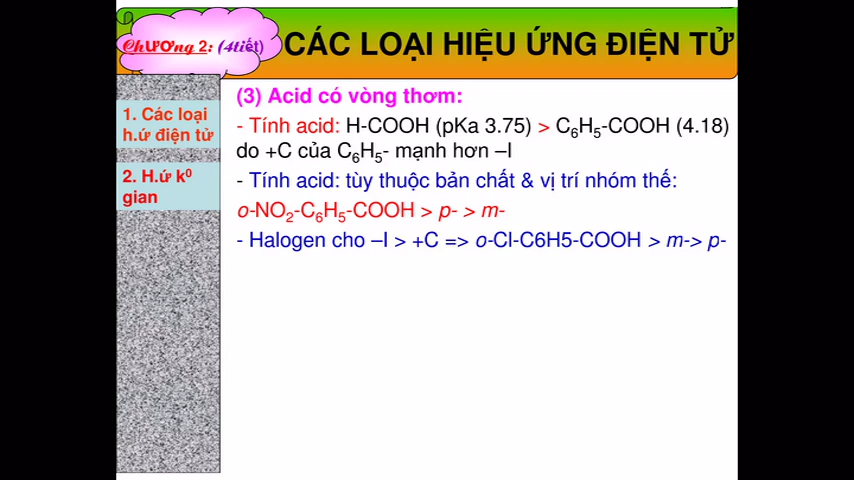 Chương 2: (4tiết)
CÁC LOẠI HIỆU ỨNG ĐIỆN TỬ
1. Các loại
h.ứ điện tử
2. H.ứ k⁰
gian
(3) Acid có vòng thơm:
- Tính acid: H-COOH (pKa 3.75) > C₆H₅-COOH (4.18)
do +C của C₆H₅- mạnh hơn –I
- Tính acid: tùy thuộc bản chất & vị trí nhóm thế:
o-NO₂-C₆H₅-COOH > p- > m-
- Halogen cho –I > +C => o-Cl-C6H5-COOH > m-> p-